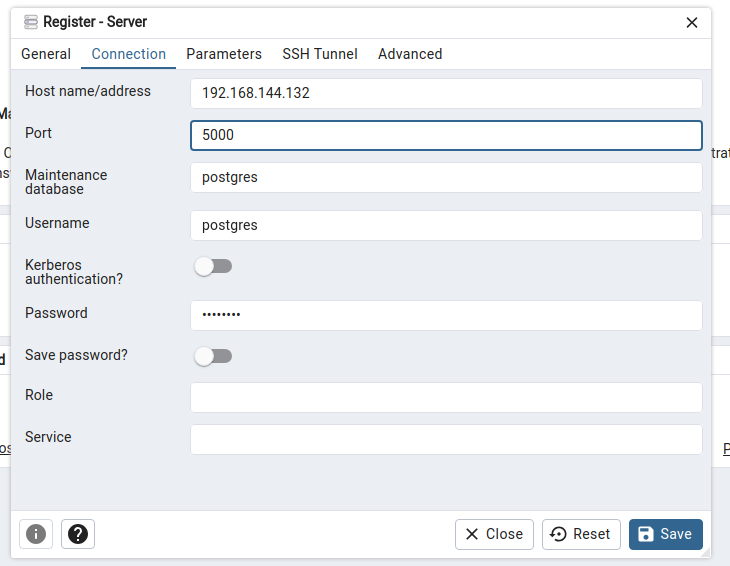 Register - Server
General Connection Parameters SSH Tunnel Advanced
Host name/address 192.168.144.132
Port 5000
Maintenance
database
postgres
Username postgres
Kerberos
authentication?
Password ••••••••
Save password?
Role
Service
Close Reset Save